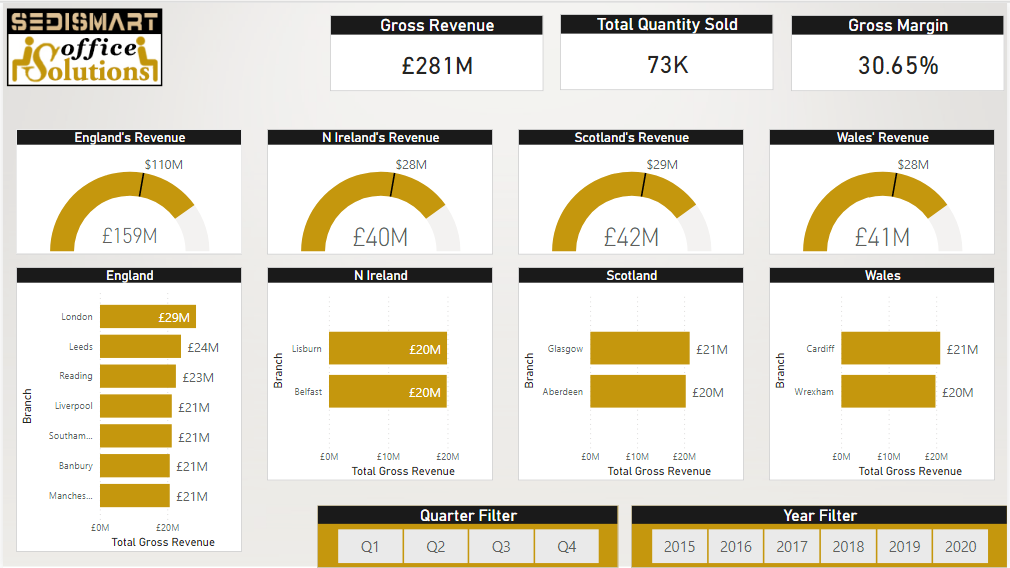 SEDISMART
office
Solutions
Gross Revenue
£281M
Total Quantity Sold
73K
Gross Margin
30.65%
England's Revenue
$110M
£159M
N Ireland's Revenue
$28M
£40M
Scotland's Revenue
$29M
£42M
Wales' Revenue
$28M
£41M
England
Branch
London £29M
Leeds £24M
Reading £23M
Liverpool £21M
Southam... £21M
Banbury £21M
Manches... £21M
£0M £20M
Total Gross Revenue
N Ireland
Branch
Lisburn £20M
Belfast £20M
£0M £10M £20M
Total Gross Revenue
Scotland
Branch
Glasgow £21M
Aberdeen £20M
£0M £10M £20M
Total Gross Revenue
Wales
Branch
Cardiff £21M
Wrexham £20M
£0M £10M £20M
Total Gross Revenue
Quarter Filter
Q1 Q2 Q3 Q4
Year Filter
2015 2016 2017 2018 2019 2020